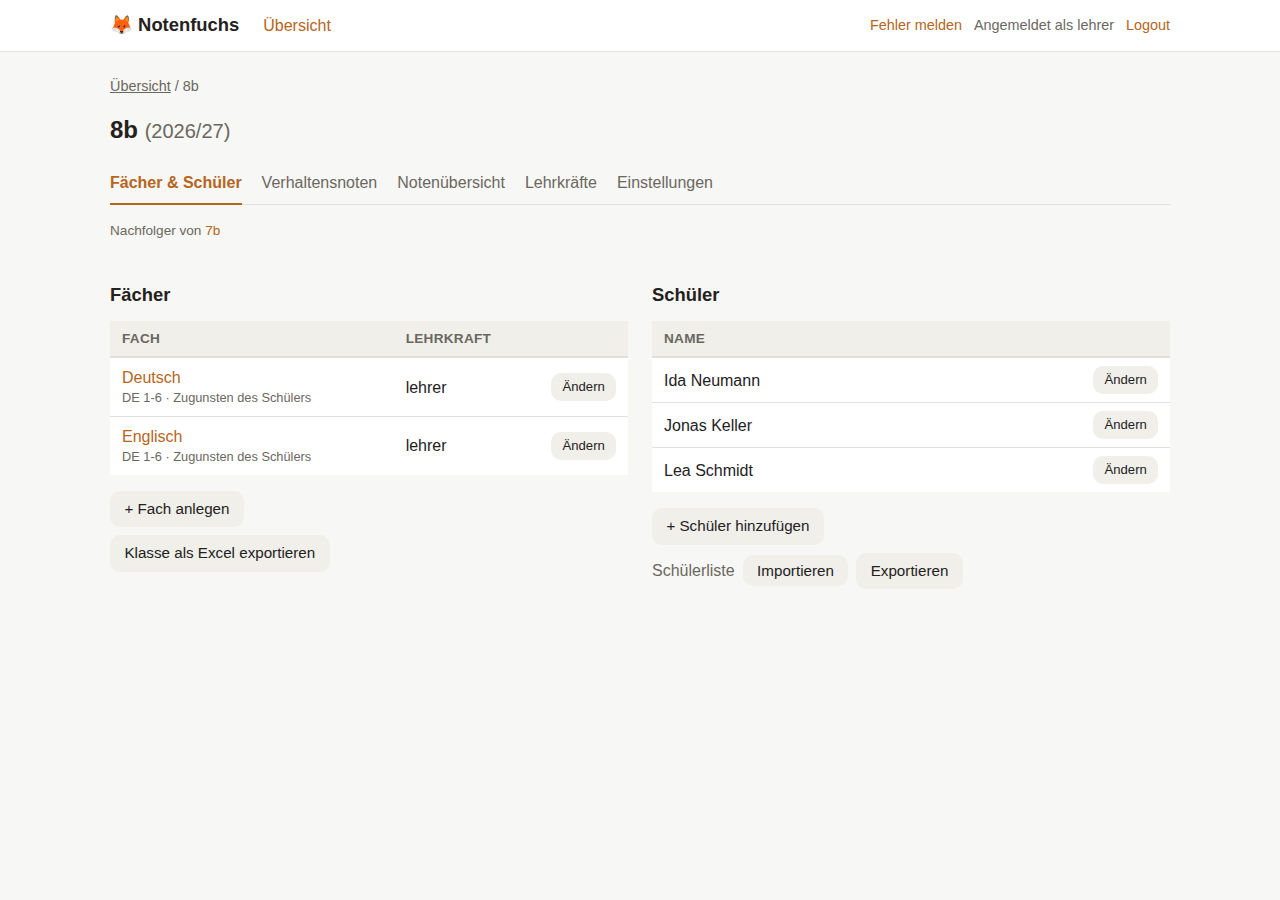 🦊 Notenfuchs Übersicht Fehler melden Angemeldet als lehrer Logout
Übersicht / 8b
8b (2026/27)
Fächer & Schüler Verhaltensnoten Notenübersicht Lehrkräfte Einstellungen
Nachfolger von 7b
Fächer
FACH LEHRKRAFT
Deutsch
DE 1-6 · Zugunsten des Schülers
lehrer Ändern
Englisch
DE 1-6 · Zugunsten des Schülers
lehrer Ändern
+ Fach anlegen
Klasse als Excel exportieren
Schüler
NAME
Ida Neumann Ändern
Jonas Keller Ändern
Lea Schmidt Ändern
+ Schüler hinzufügen
Schülerliste Importieren Exportieren